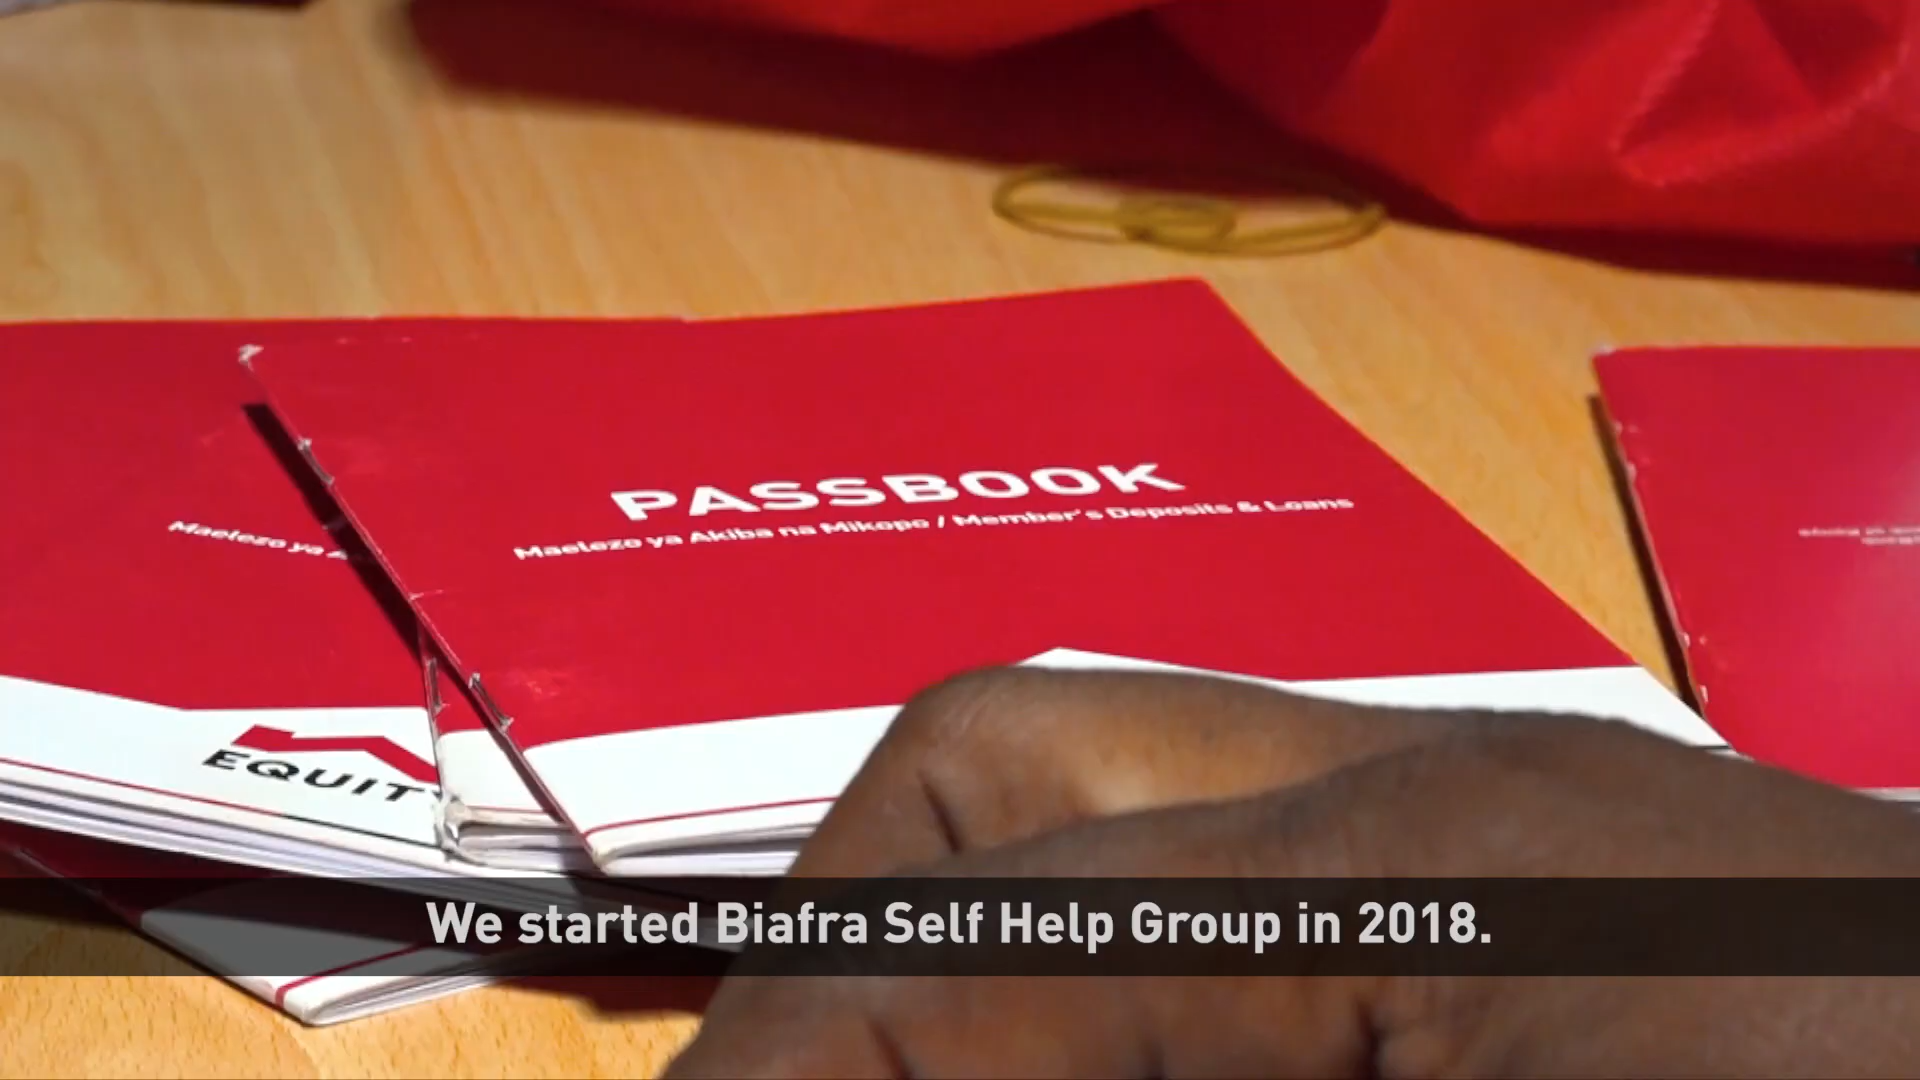 PASSBOOK
Maelezo ya Akiba na Mikopo / Member's Deposits & Loans
Maelezo ya
EQUIT
We started Biafra Self Help Group in 2018.